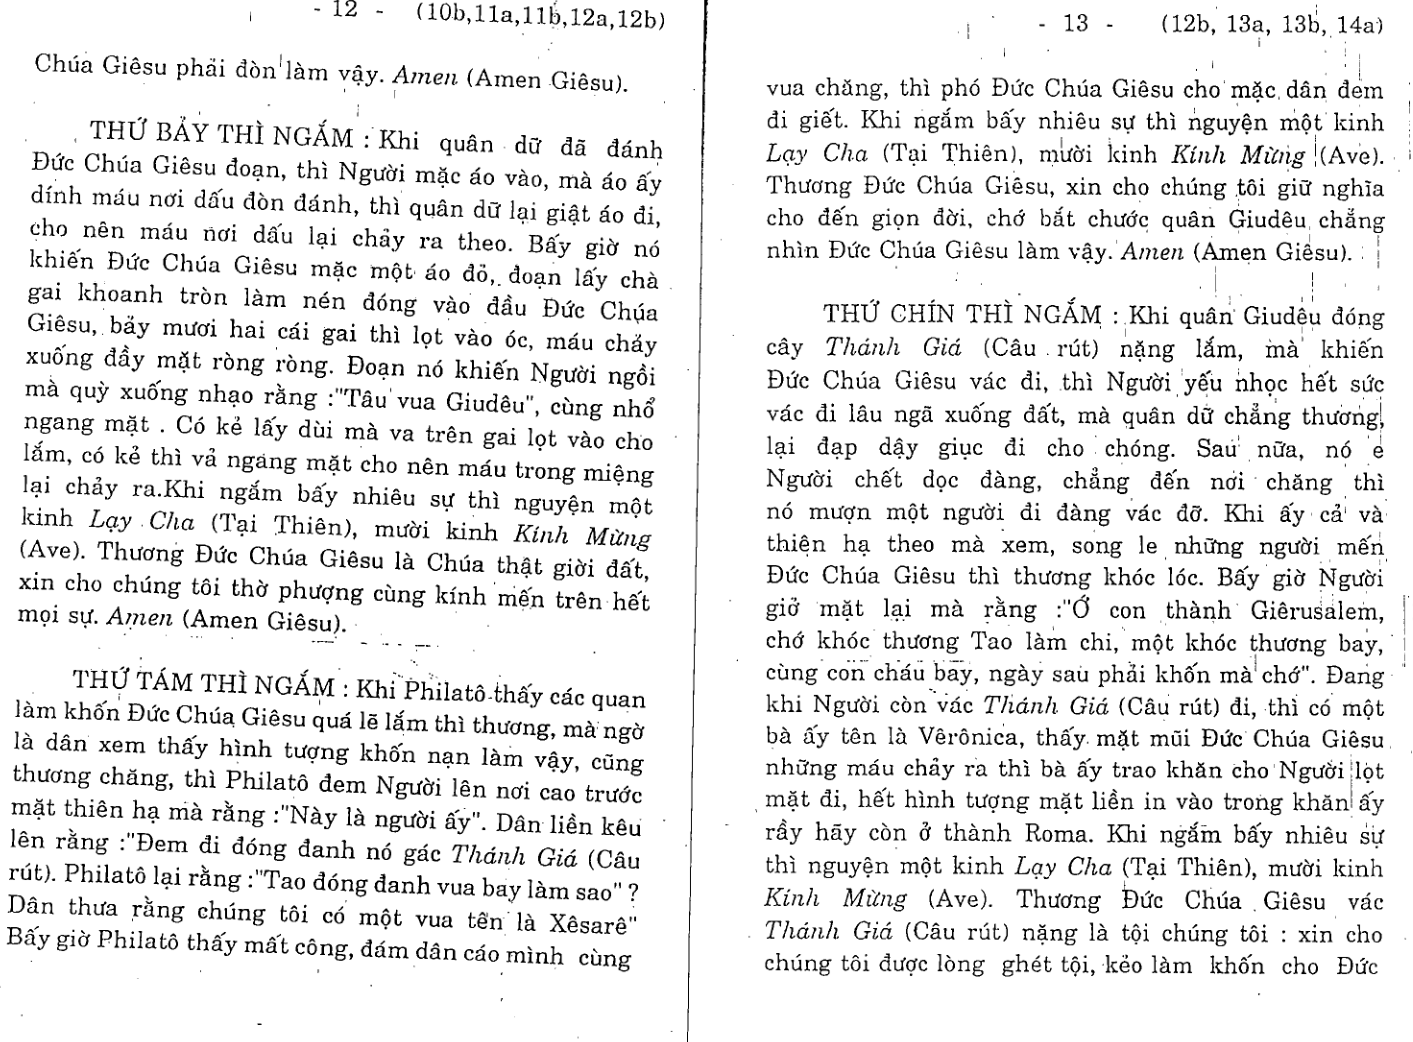 - 12 - (10b,11a,11b,12a,12b)
Chúa Giêsu phải đòn làm vậy. Amen (Amen Giêsu).
THỨ BẢY THÌ NGẮM : Khi quân dữ đã đánh
Đức Chúa Giêsu đoạn, thì Người mặc áo vào, mà áo ấy
dính máu nơi dấu đòn đánh, thì quân dữ lại giật áo đi,
cho nên máu nơi dấu lại chảy ra theo. Bấy giờ nó
khiến Đức Chúa Giêsu mặc một áo đỏ, đoạn lấy chà
gai khoanh tròn làm nén đóng vào đầu Đức Chúa
Giêsu, bảy mươi hai cái gai thì lọt vào óc, máu chảy
xuống đầy mặt ròng ròng. Đoạn nó khiến Người ngồi
mà quỳ xuống nhạo rằng :"Tâu vua Giudêu", cùng nhổ
ngang mặt . Có kẻ lấy dùi mà va trên gai lọt vào cho
lắm, có kẻ thì vả ngang mặt cho nên máu trong miệng
lại chảy ra.Khi ngắm bấy nhiêu sự thì nguyện một
kinh Lạy Cha (Tại Thiên), mười kinh Kính Mừng
(Ave). Thương Đức Chúa Giêsu là Chúa thật giời đất,
xin cho chúng tôi thờ phượng cùng kính mến trên hết
mọi sự. Amen (Amen Giêsu).
THỨ TÁM THÌ NGẮM : Khi Philatô thấy các quan
làm khốn Đức Chúa Giêsu quá lẽ lắm thì thương, mà ngờ
là dân xem thấy hình tượng khốn nạn làm vậy, cũng
thương chăng, thì Philatô đem Người lên nơi cao trước
mặt thiên hạ mà rằng :"Này là người ấy". Dân liền kêu
lên rằng :"Đem đi đóng đanh nó gác Thánh Giá (Câu
rút). Philatô lại rằng :"Tao đóng đanh vua bay làm sao" ?
Dân thưa rằng chúng tôi có một vua tên là Xêsarê"
Bấy giờ Philatô thấy mất công, đám dân cáo mình cùng
- 13 - (12b, 13a, 13b, 14a)
vua chăng, thì phó Đức Chúa Giêsu cho mặc dân đem
đi giết. Khi ngắm bấy nhiêu sự thì nguyện một kinh
Lạy Cha (Tại Thiên), mười kinh Kính Mừng (Ave).
Thương Đức Chúa Giêsu, xin cho chúng tôi giữ nghĩa
cho đến giọn đời, chớ bắt chước quân Giudêu chẳng
nhìn Đức Chúa Giêsu làm vậy. Amen (Amen Giêsu).
THỨ CHÍN THÌ NGẮM : Khi quân Giudêu đóng
cây Thánh Giá (Câu rút) nặng lắm, mà khiến
Đức Chúa Giêsu vác đi, thì Người yếu nhọc hết sức
vác đi lâu ngã xuống đất, mà quân dữ chẳng thương,
lại đạp dậy giục đi cho chóng. Sau nữa, nó e
Người chết dọc đàng, chẳng đến nơi chăng thì
nó mượn một người đi đàng vác đỡ. Khi ấy cả và
thiên hạ theo mà xem, song le những người mến
Đức Chúa Giêsu thì thương khóc lóc. Bấy giờ Người
giở mặt lại mà rằng :"Ớ con thành Giêrusalem,
chớ khóc thương Tao làm chi, một khóc thương bay,
cùng con cháu bay, ngày sau phải khốn mà chớ". Đang
khi Người còn vác Thánh Giá (Câu rút) đi, thì có một
bà ấy tên là Vêrônica, thấy mặt mũi Đức Chúa Giêsu
những máu chảy ra thì bà ấy trao khăn cho Người lọt
mặt đi, hết hình tượng mặt liền in vào trong khăn ấy
rầy hãy còn ở thành Roma. Khi ngắm bấy nhiêu sự
thì nguyện một kinh Lạy Cha (Tại Thiên), mười kinh
Kính Mừng (Ave). Thương Đức Chúa Giêsu vác
Thánh Giá (Câu rút) nặng là tội chúng tôi : xin cho
chúng tôi được lòng ghét tội, kẻo làm khốn cho Đức